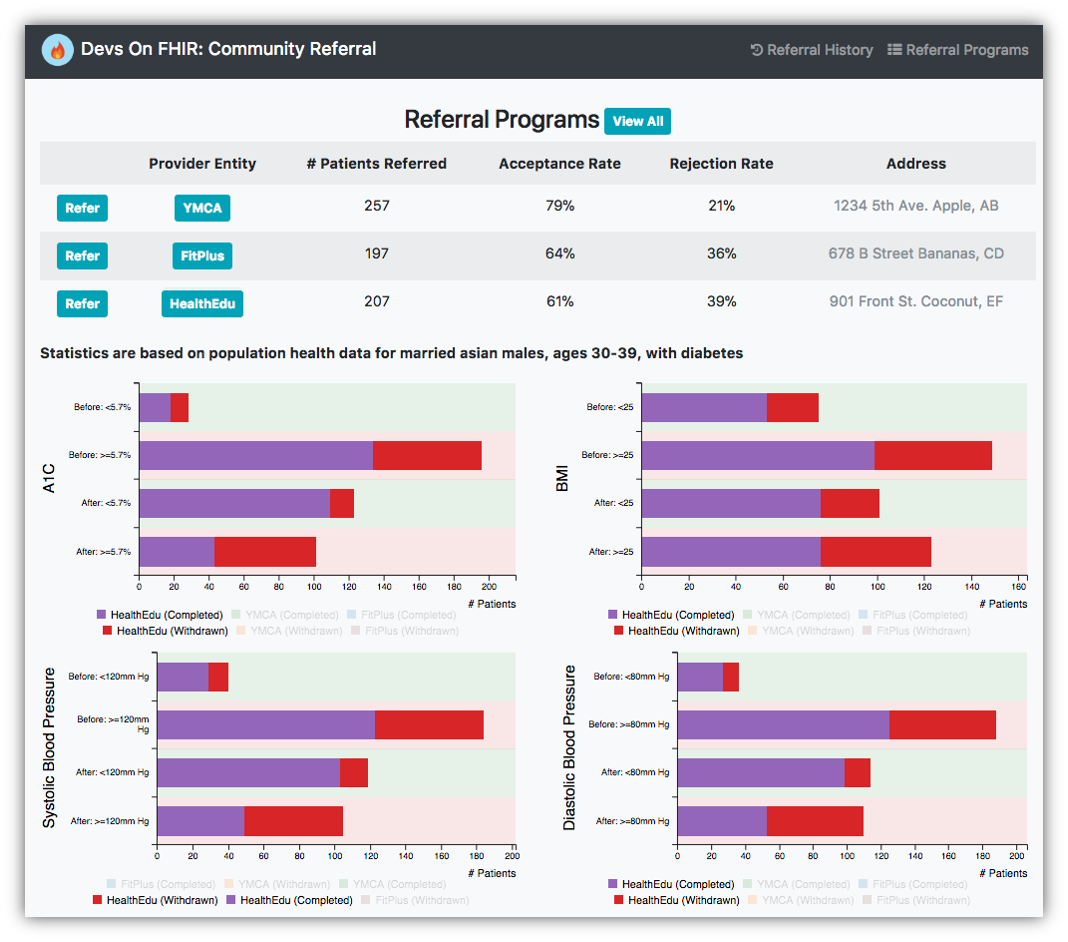 Devs On FHIR: Community Referral
Referral History
Referral Programs
Referral Programs View All
Provider Entity # Patients Referred Acceptance Rate Rejection Rate Address
Refer YMCA 257 79% 21% 1234 5th Ave. Apple, AB
Refer FitPlus 197 64% 36% 678 B Street Bananas, CD
Refer HealthEdu 207 61% 39% 901 Front St. Coconut, EF
Statistics are based on population health data for married asian males, ages 30-39, with diabetes
A1C
Before: <5.7%
Before: >=5.7%
After: <5.7%
After: >=5.7%
0 20 40 60 80 100 120 140 160 180 200
# Patients
HealthEdu (Completed) YMCA (Completed) FitPlus (Completed)
HealthEdu (Withdrawn) YMCA (Withdrawn) FitPlus (Withdrawn)
BMI
Before: <25
Before: >=25
After: <25
After: >=25
0 20 40 60 80 100 120 140 160
# Patients
HealthEdu (Completed) YMCA (Completed) FitPlus (Completed)
HealthEdu (Withdrawn) YMCA (Withdrawn) FitPlus (Withdrawn)
Systolic Blood Pressure
Before: <120mm Hg
Before: >=120mm
Hg
After: <120mm Hg
After: >=120mm Hg
0 20 40 60 80 100 120 140 160 180 200
# Patients
FitPlus (Completed) YMCA (Withdrawn) YMCA (Completed)
HealthEdu (Withdrawn) HealthEdu (Completed) FitPlus (Withdrawn)
Diastolic Blood Pressure
Before: <80mm Hg
Before: >=80mm Hg
After: <80mm Hg
After: >=80mm Hg
0 20 40 60 80 100 120 140 160 180 200
# Patients
HealthEdu (Completed) YMCA (Completed) FitPlus (Completed)
HealthEdu (Withdrawn) YMCA (Withdrawn) FitPlus (Withdrawn)